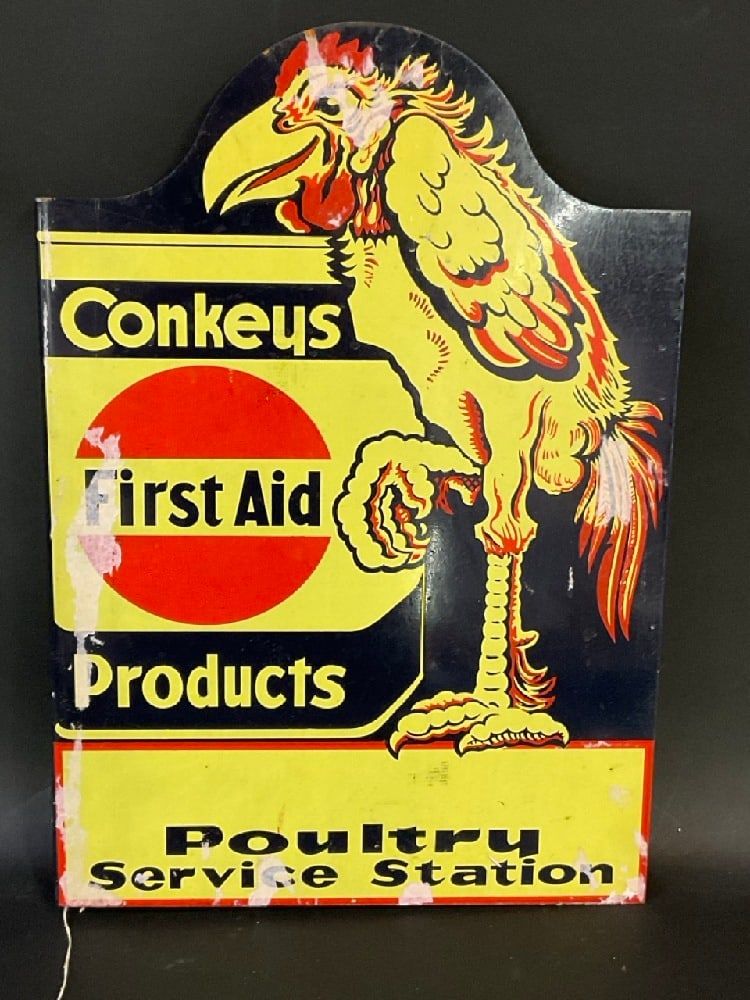 Conkeys
First Aid
Products
Poultry
Service Station